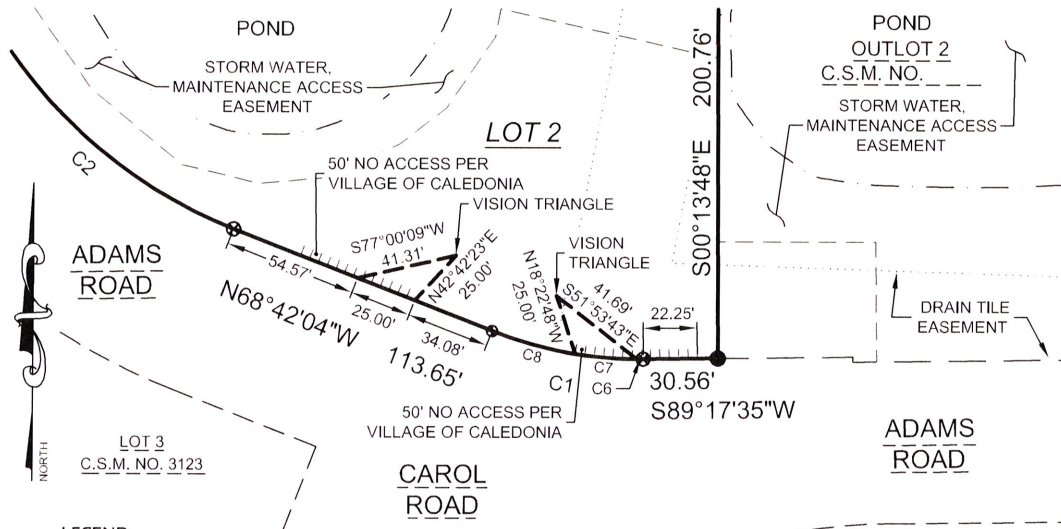 POND
STORM WATER,
MAINTENANCE ACCESS
EASEMENT
POND
OUTLOT 2
C.S.M. NO.
STORM WATER,
MAINTENANCE ACCESS
EASEMENT
200.76'
S00°13'48"E
LOT 2
C2
50' NO ACCESS PER
VILLAGE OF CALEDONIA
VISION TRIANGLE
S77°00'09"W
41.31'
N42°42'23"E
25.00'
VISION
TRIANGLE
N18°22'48"W
25.00'
41.69'
S51°53'43"E
22.25'
ADAMS
ROAD
54.57'
25.00'
34.08'
N68°42'04"W
113.65'
C8
C7
C6
C1
30.56'
S89°17'35"W
DRAIN TILE
EASEMENT
50' NO ACCESS PER
VILLAGE OF CALEDONIA
LOT 3
C.S.M. NO. 3123
NORTH
CAROL
ROAD
ADAMS
ROAD
LEGEND